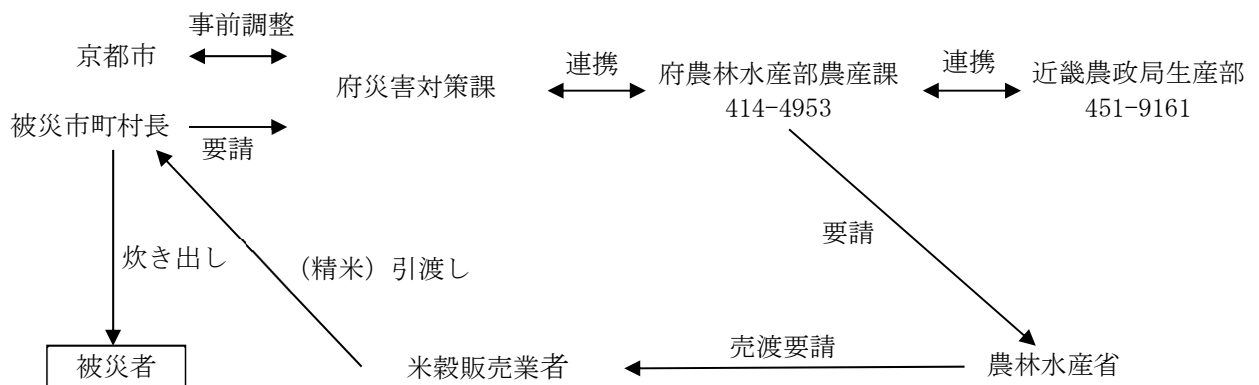 事前調整
京都市
府災害対策課
連携
府農林水産部農産課
414-4953
連携
近畿農政局生産部
451-9161
被災市町村長
要請
炊き出し
(精米)引渡し
要請
被災者
米穀販売業者
売渡要請
農林水産省